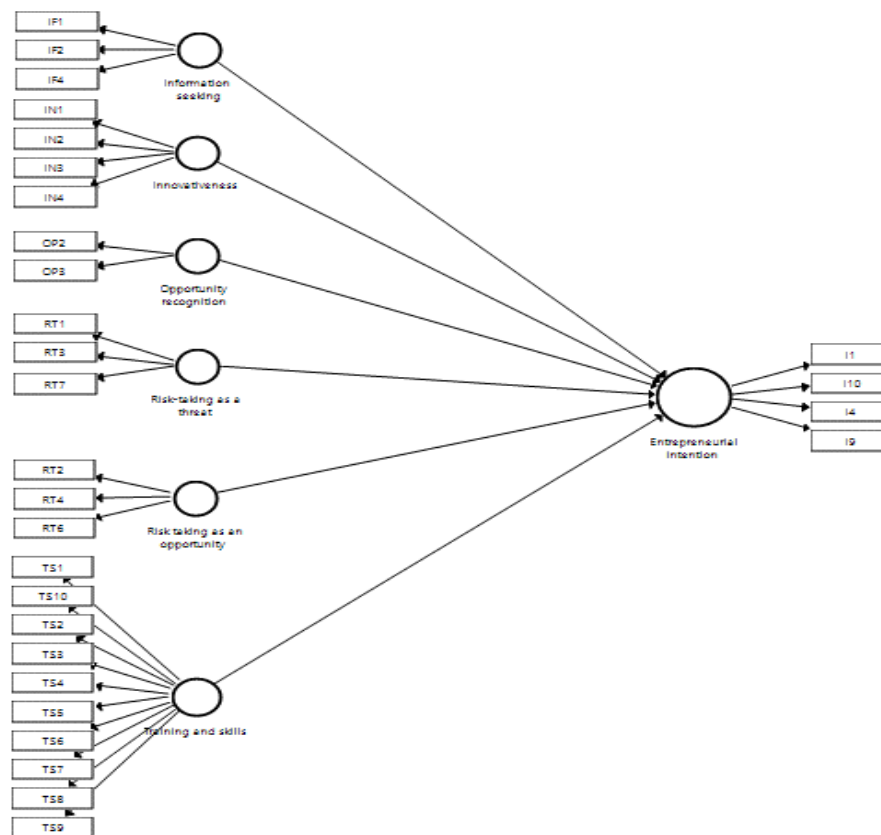 IF1
IF2
IF4
Information
seeking
IN1
IN2
IN3
IN4
Innovativeness
OP2
OP3
Opportunity
recognition
RT1
RT3
RT7
Risk-taking as a
threat
RT2
RT4
RT6
Risk taking as an
opportunity
TS1
TS10
TS2
TS3
TS4
TS5
TS6
TS7
TS8
TS9
Training and skills
Entrepreneurial
intention
I1
I10
I4
I9